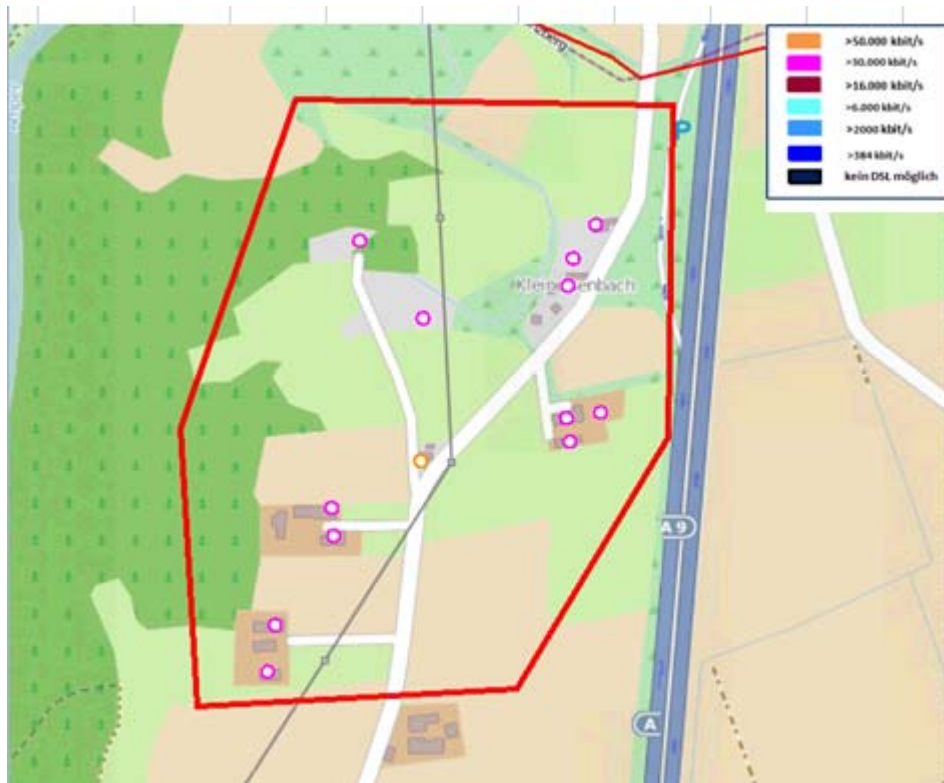 >50.000 kbit/s
>30.000 kbit/s
>16.000 kbit/s
>6.000 kbit/s
>2000 kbit/s
>384 kbit/s
kein DSL möglich
P
A 9
A